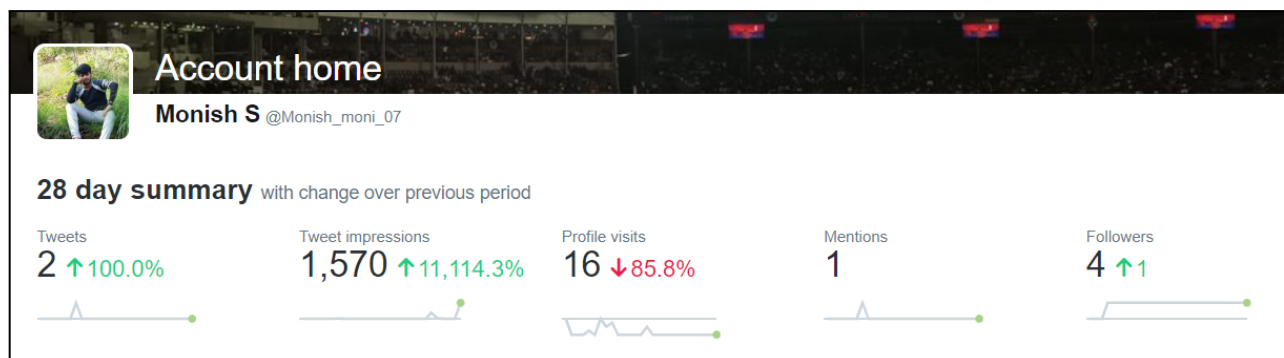 Account home
Monish S @Monish_moni_07
28 day summary with change over previous period
Tweets Tweet impressions Profile visits Mentions Followers
2 ↑100.0% 1,570 ↑11,114.3% 16 ↓85.8% 1 4 ↑1